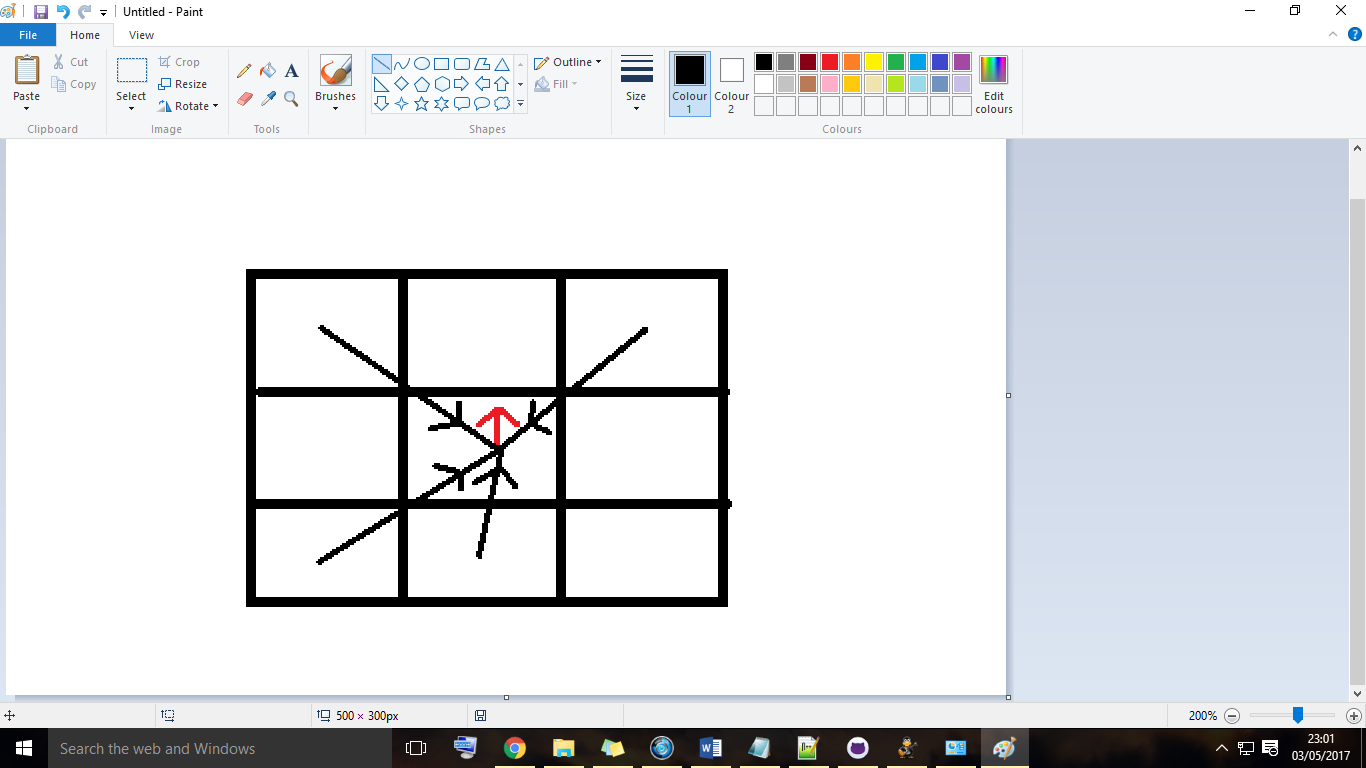 Untitled - Paint
File Home View
Paste Cut Copy Clipboard
Select Crop Resize Rotate Image
Tools
Brushes
Outline Fill Shapes
Size
Colour 1 Colour 2 Edit colours Colours
500 × 300px 200%
Search the web and Windows
23:01
03/05/2017